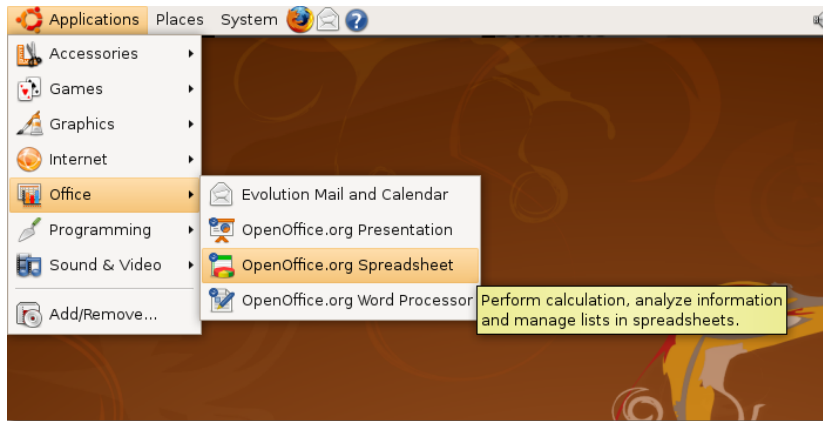 Applications Places System
Accessories
Games
Graphics
Internet
Office
Programming
Sound & Video
Add/Remove...
Evolution Mail and Calendar
OpenOffice.org Presentation
OpenOffice.org Spreadsheet
OpenOffice.org Word Processor
Perform calculation, analyze information
and manage lists in spreadsheets.